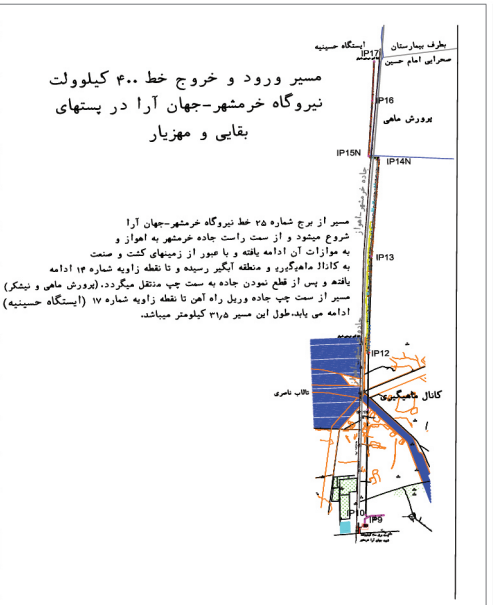 بطرف بیمارستان
صحرایی امام حسین
ایستگاه حسینیه
IP17
مسیر ورود و خروج خط ۴۰۰ کیلوولت
نیروگاه خرمشهر-جهان آرا در پستهای
بقایی و مهزیار
IP16
پرورش ماهی
IP15N
IP14N
جاده خرمشهر-اهواز
مسیر از برج شماره ۲۵ خط نیروگاه خرمشهر-جهان آرا
شروع میشود و از سمت راست جاده خرمشهر به اهواز و
به موازات آن ادامه یافته و با عبور از زمینهای کشت و صنعت
به کانال ماهیگیری و منطقه آبگیر رسیده و تا نقطه زاویه شماره ۱۴ ادامه
یافته و پس از قطع نمودن جاده به سمت چپ منتقل میگردد. (پرورش ماهی و نیشکر)
مسیر از سمت چپ جاده وریل راه آهن تا نقطه زاویه شماره ۱۷ (ایستگاه حسینیه)
ادامه می یابد.طول این مسیر ۳۱٫۵ کیلومتر میباشد.
IP13
IP12
کانال ماهیگیری
تالاب ناصری
IP10
IP9